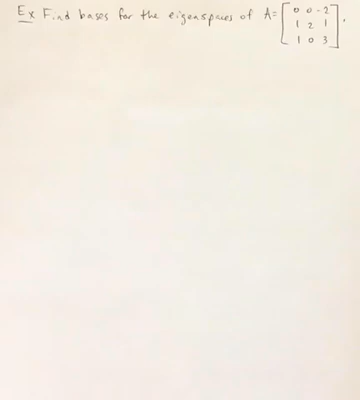 Ex Find bases for the eigenspaces of A= [ 0 0 -2
1 2 1
1 0 3 ].